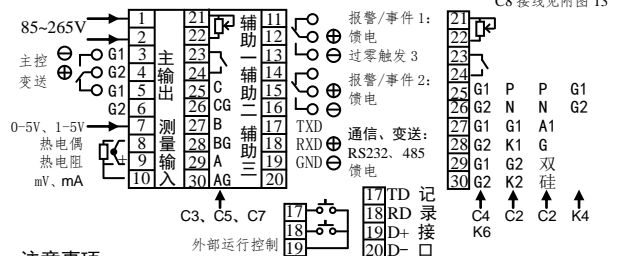 C8 接线见附图 13
85~265V
1 21 11 报警/事件 1:
2 22 辅 12 ⊕ 馈电
主控 ⊖ G1 3 主 23 助 13 ⊖ 过零触发 3
变送 ⊕ G2 4 输 24 一 14 报警/事件 2:
G1 5 出 25 C 辅 15 ⊕ 馈电
G2 6 26 CG 助 16 ⊖
0-5V、1-5V 7 测 27 B 二 17 TXD 通信、变送:
热电偶 8 量 28 BG 辅 18 RXD ⊕ RS232、485
热电阻 9 输 29 A 助 19 GND ⊖ 馈电
mV、mA 10 入 30 AG 三 20
C3、C5、C7
21
22
23
24
25 G1 P P G1
26 G2 N N G2
27 G1 G1 A1
28 G2 K1 G
29 G1 G2 双
30 G2 K2 硅
C4 C2 C2 K4
K6
外部运行控制
17
18
19
17 TD 记
18 RD 录
19 D+ 接
20 D− 口
注意事项